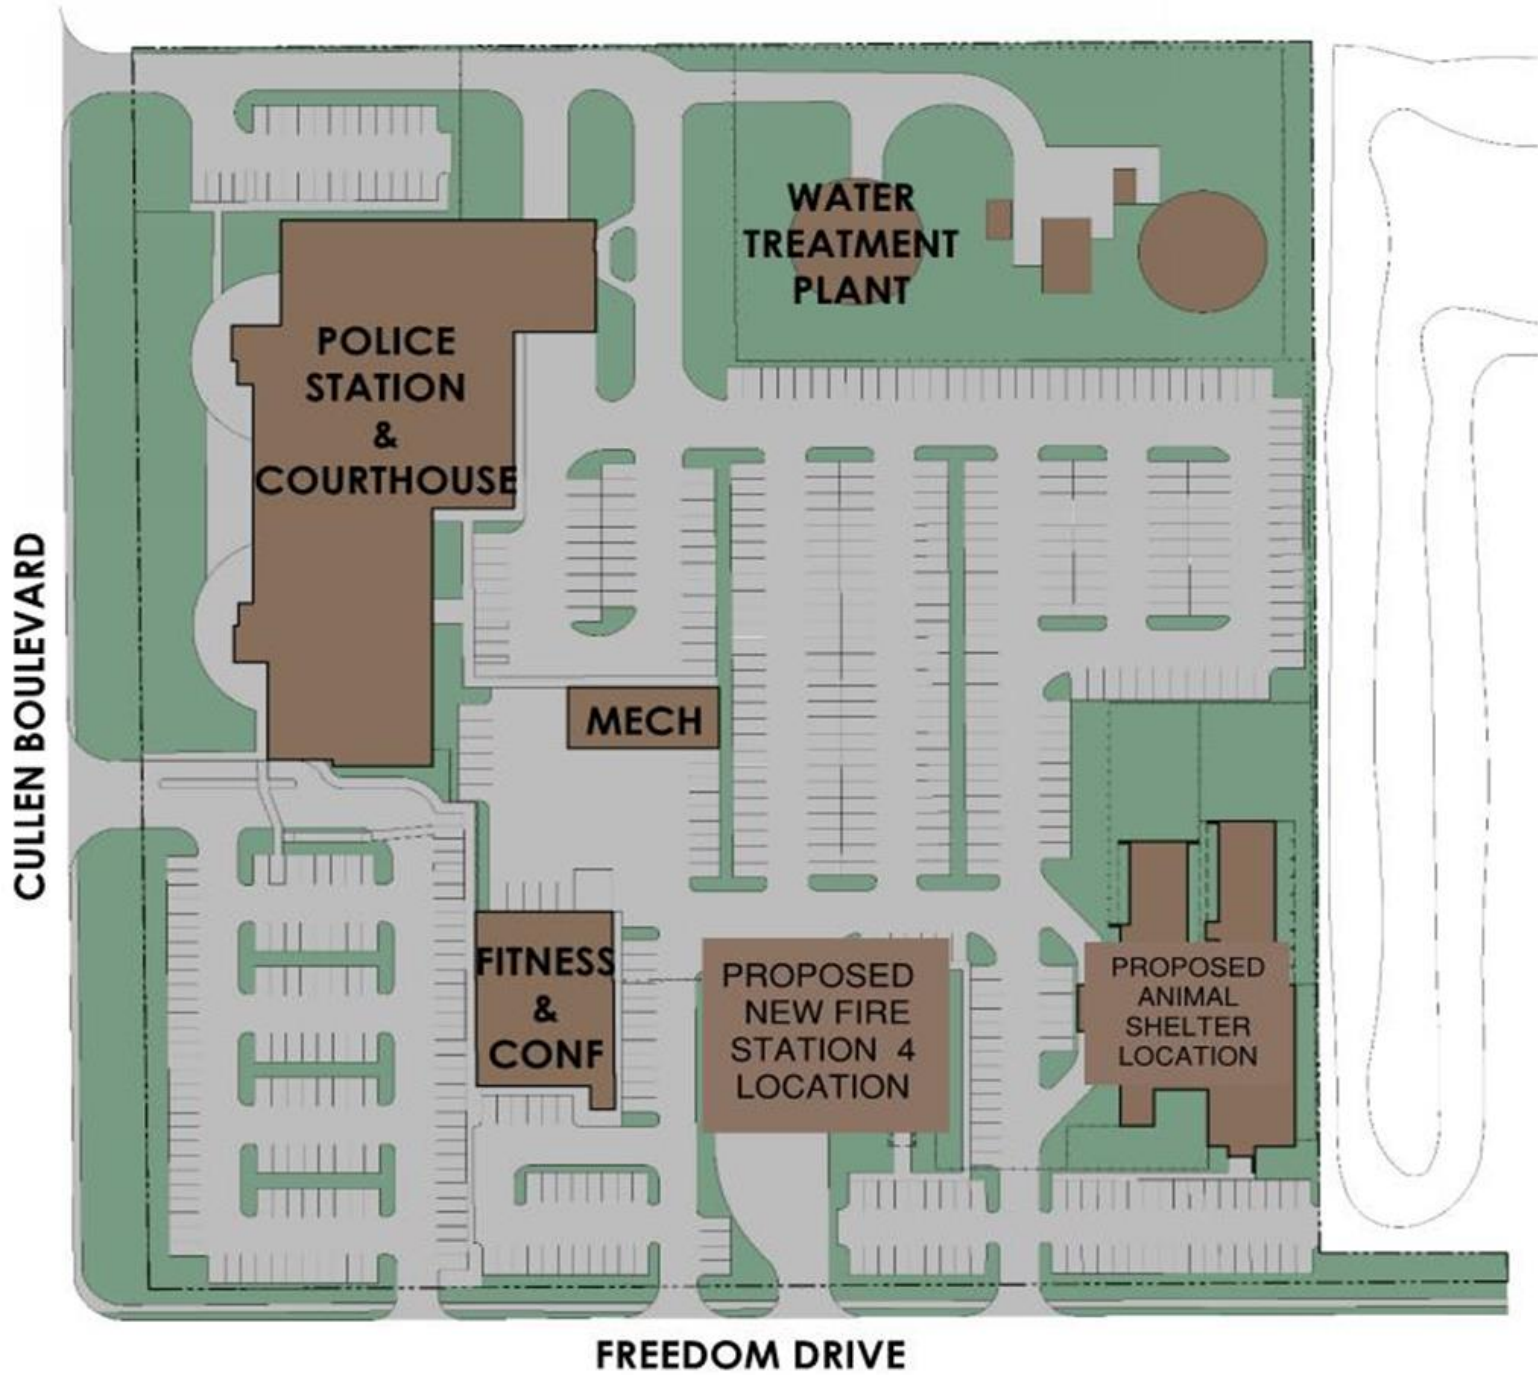 WATER
TREATMENT
PLANT
POLICE
STATION
&
COURTHOUSE
CULLEN BOULEVARD
MECH
FITNESS
&
CONF
PROPOSED
NEW FIRE
STATION 4
LOCATION
PROPOSED
ANIMAL
SHELTER
LOCATION
FREEDOM DRIVE